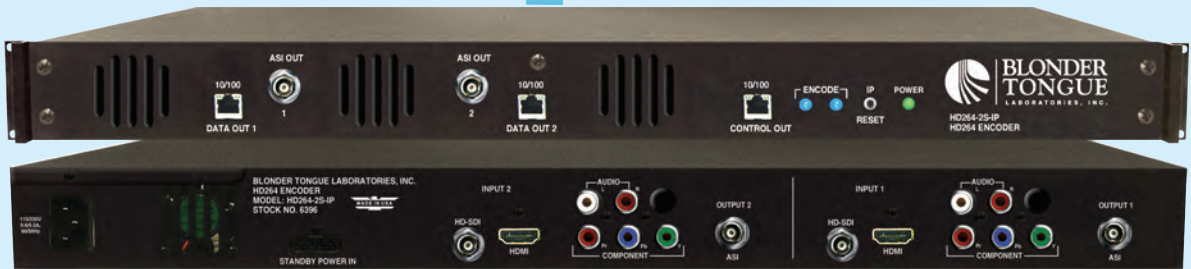 ASI OUT
10/100
DATA OUT 1
1
ASI OUT
2
10/100
DATA OUT 2
10/100
CONTROL OUT
ENCODE
IP
RESET
POWER
BLONDER
TONGUE
LABORATORIES, INC.
HD264-2S-IP
HD264 ENCODER
BLONDER TONGUE LABORATORIES, INC.
HD264 ENCODER
MODEL: HD264-2S-IP
STOCK NO. 6396
MADE IN USA
STANDBY POWER IN
INPUT 2
HD-SDI
HDMI
AUDIO
L
R
Pr
Pb
Y
COMPONENT
OUTPUT 2
ASI
INPUT 1
HD-SDI
HDMI
AUDIO
L
R
Pr
Pb
Y
COMPONENT
OUTPUT 1
ASI